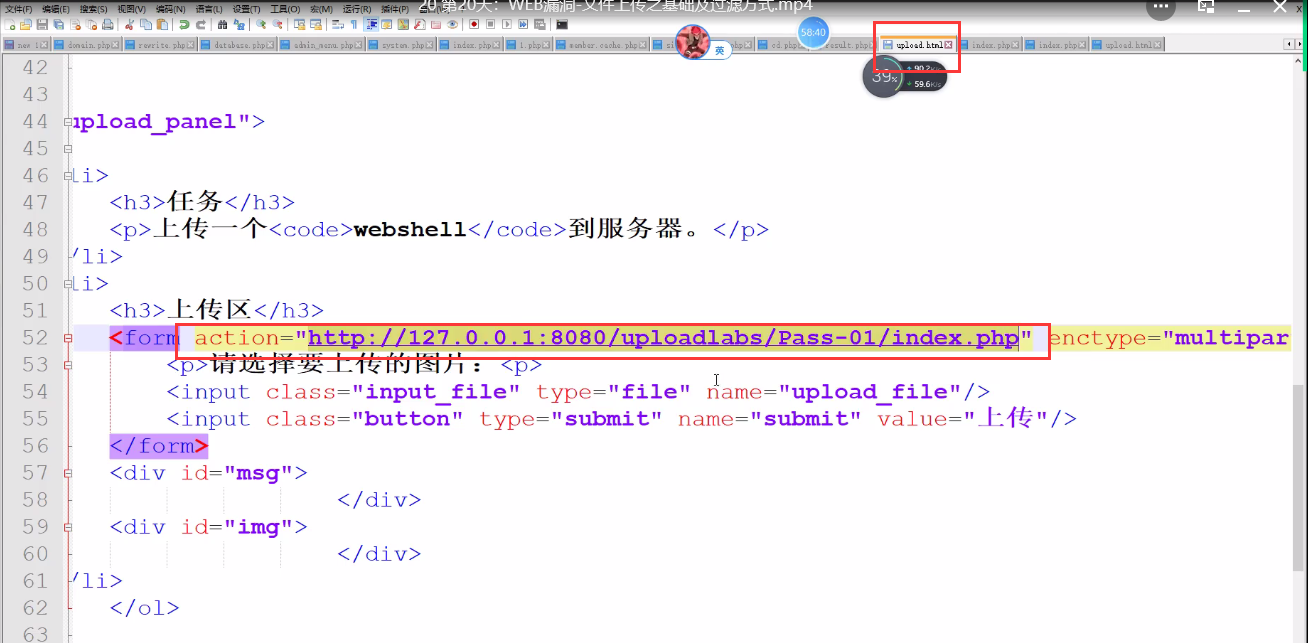 20.第20天：WEB漏洞-文件上传之基础及过滤方式.mp4
文件(F) 编辑(E) 搜索(S) 视图(V) 编码(N) 语言(L) 设置(T) 工具(O) 宏(M) 运行(R) 插件(P)
new 1 domain.php rewrite.php database.php admin_menu.php system.php index.php 1.php member.cache.php cd.php result.php upload.html index.php index.php upload.html
英
58:40
39%
90.2K/s
59.6K/s
42
43
44 upload_panel">
45
46 li>
47 <h3>任务</h3>
48 <p>上传一个<code>webshell</code>到服务器。</p>
49 /li>
50 li>
51 <h3>上传区</h3>
52 <form action="http://127.0.0.1:8080/uploadlabs/Pass-01/index.php" enctype="multipar
53 <p>请选择要上传的图片：<p>
54 <input class="input_file" type="file" name="upload_file"/>
55 <input class="button" type="submit" name="submit" value="上传"/>
56 </form>
57 <div id="msg">
58 </div>
59 <div id="img">
60 </div>
61 /li>
62 </ol>
63